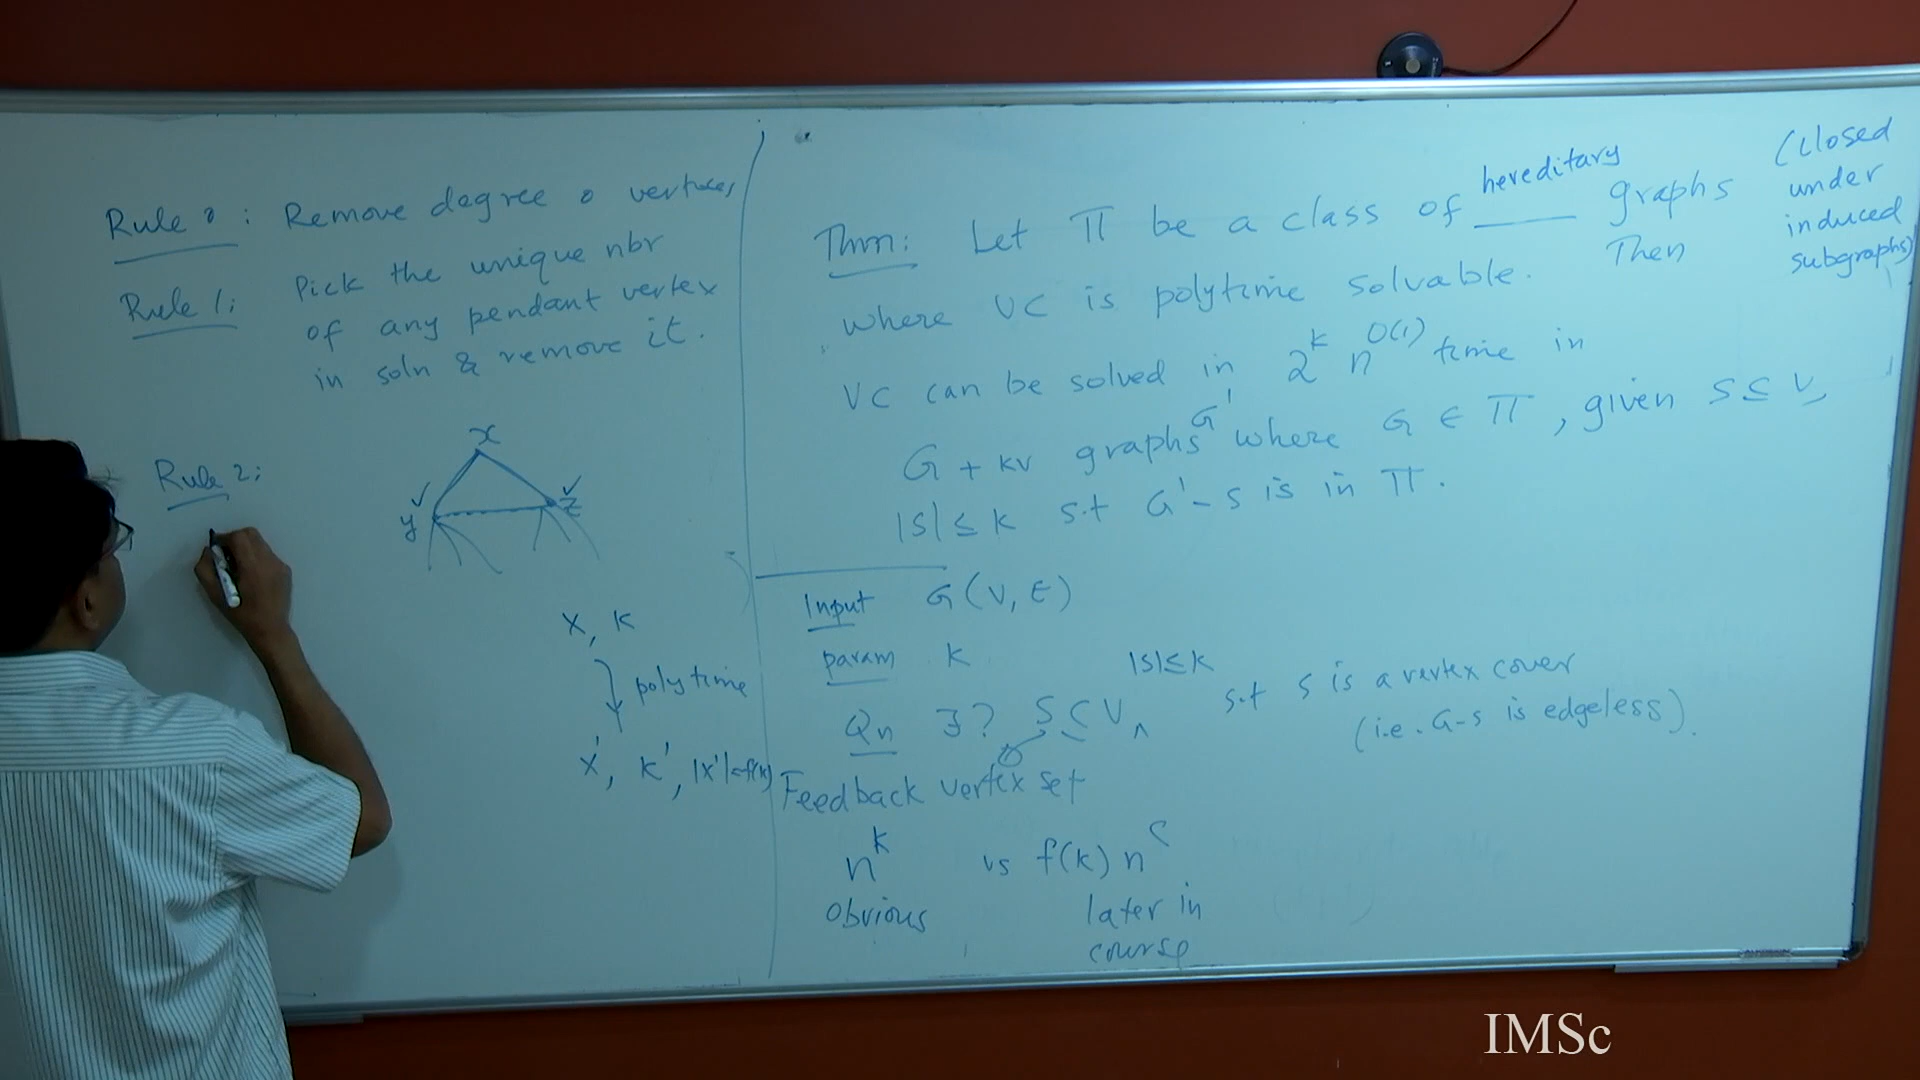 Rule 0: Remove degree 0 vertices
Rule 1: Pick the unique nbr
of any pendant vertex
in soln & remove it.
Rule 2:
x
y
z
x, k
polytime
x', k', |x'|≤f(k)
hereditary
(closed
under
induced
subgraphs)
Thm: Let Π be a class of ____ graphs
where VC is polytime solvable. Then
VC can be solved in 2^k n^O(1) time in
G + kv graphs G' where G ∈ Π, given S ⊆ V,
|S| ≤ k s.t G' - S is in Π.
Input G(V, E)
param k
Qn ∃? S ⊆ V, |S| ≤ k s.t S is a vertex cover
(i.e. G-S is edgeless).
Feedback vertex set
n^k vs f(k) n^c
obvious
later in
course
IMSc